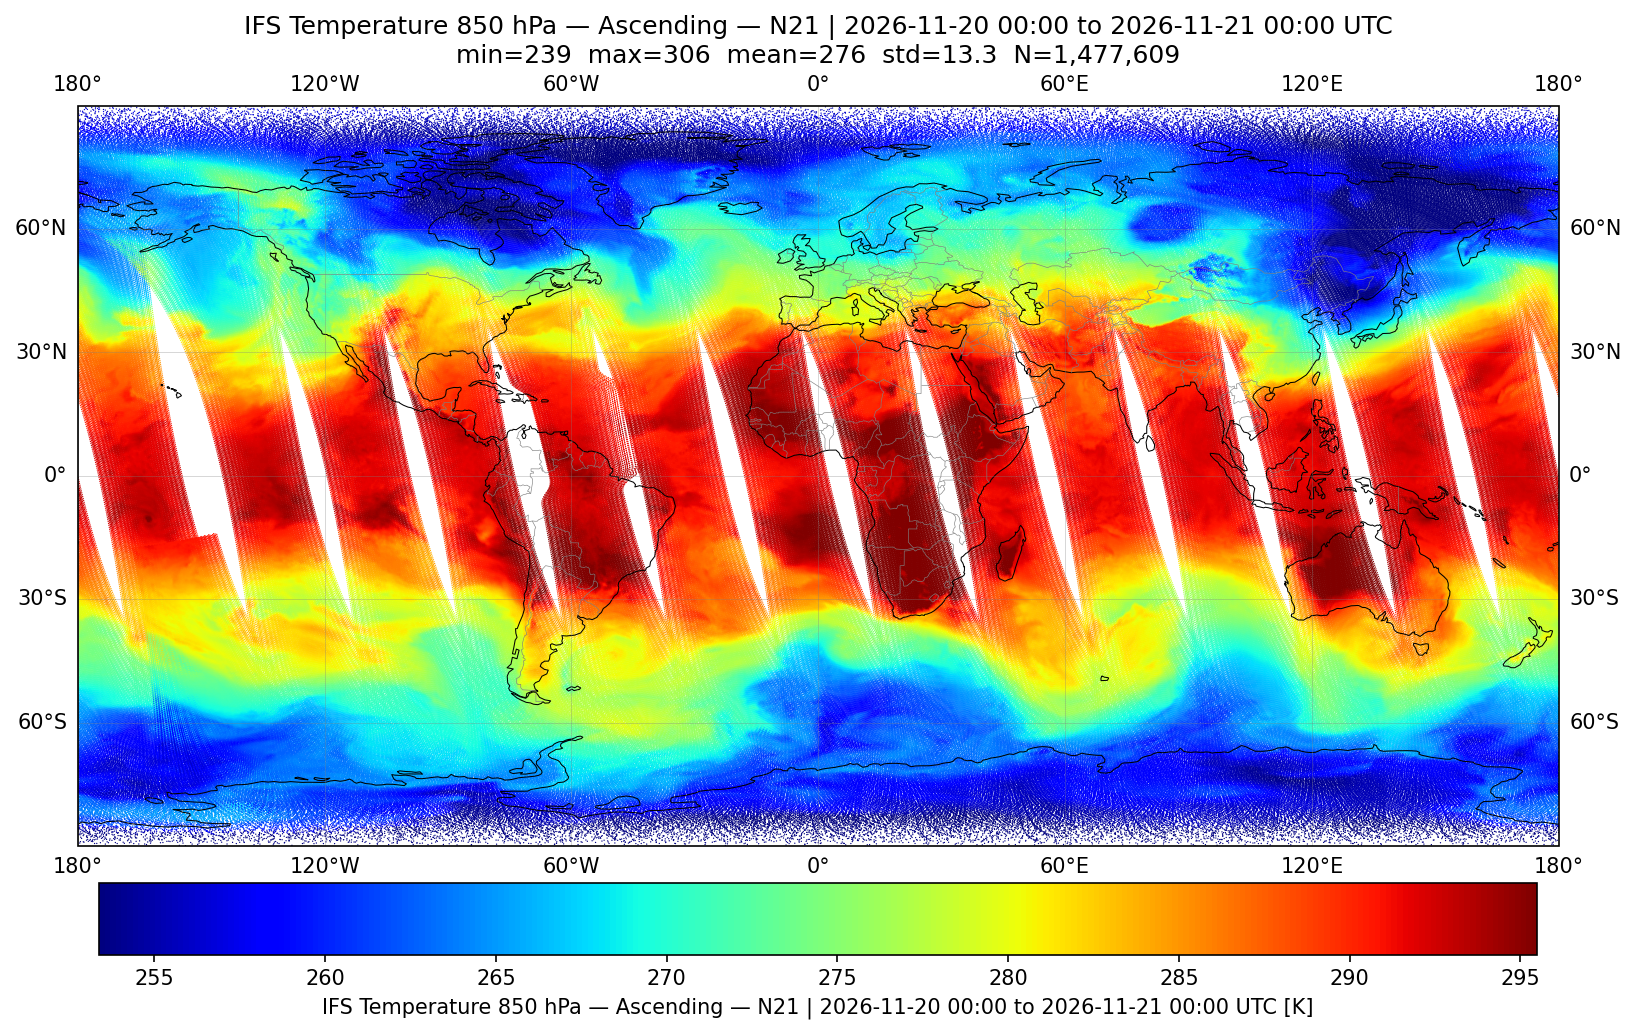 IFS Temperature 850 hPa — Ascending — N21 | 2026-11-20 00:00 to 2026-11-21 00:00 UTC
min=239  max=306  mean=276  std=13.3  N=1,477,609
180° 120°W 60°W 0° 60°E 120°E 180°
60°N 60°N
30°N 30°N
0° 0°
30°S 30°S
60°S 60°S
180° 120°W 60°W 0° 60°E 120°E 180°
255 260 265 270 275 280 285 290 295
IFS Temperature 850 hPa — Ascending — N21 | 2026-11-20 00:00 to 2026-11-21 00:00 UTC [K]